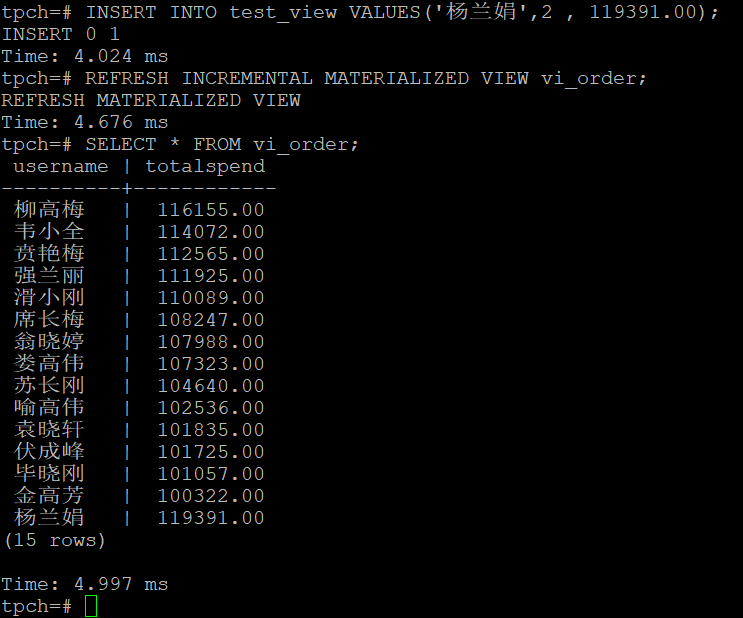 tpch=# INSERT INTO test_view VALUES('杨兰娟',2 , 119391.00);
INSERT 0 1
Time: 4.024 ms
tpch=# REFRESH INCREMENTAL MATERIALIZED VIEW vi_order;
REFRESH MATERIALIZED VIEW
Time: 4.676 ms
tpch=# SELECT * FROM vi_order;
 username | totalspend
----------+------------
 柳高梅   |  116155.00
 韦小全   |  114072.00
 贲艳梅   |  112565.00
 强兰丽   |  111925.00
 滑小刚   |  110089.00
 席长梅   |  108247.00
 翁晓婷   |  107988.00
 娄高伟   |  107323.00
 苏长刚   |  104640.00
 喻高伟   |  102536.00
 袁晓轩   |  101835.00
 伏成峰   |  101725.00
 毕晓刚   |  101057.00
 金高芳   |  100322.00
 杨兰娟   |  119391.00
(15 rows)
Time: 4.997 ms
tpch=#